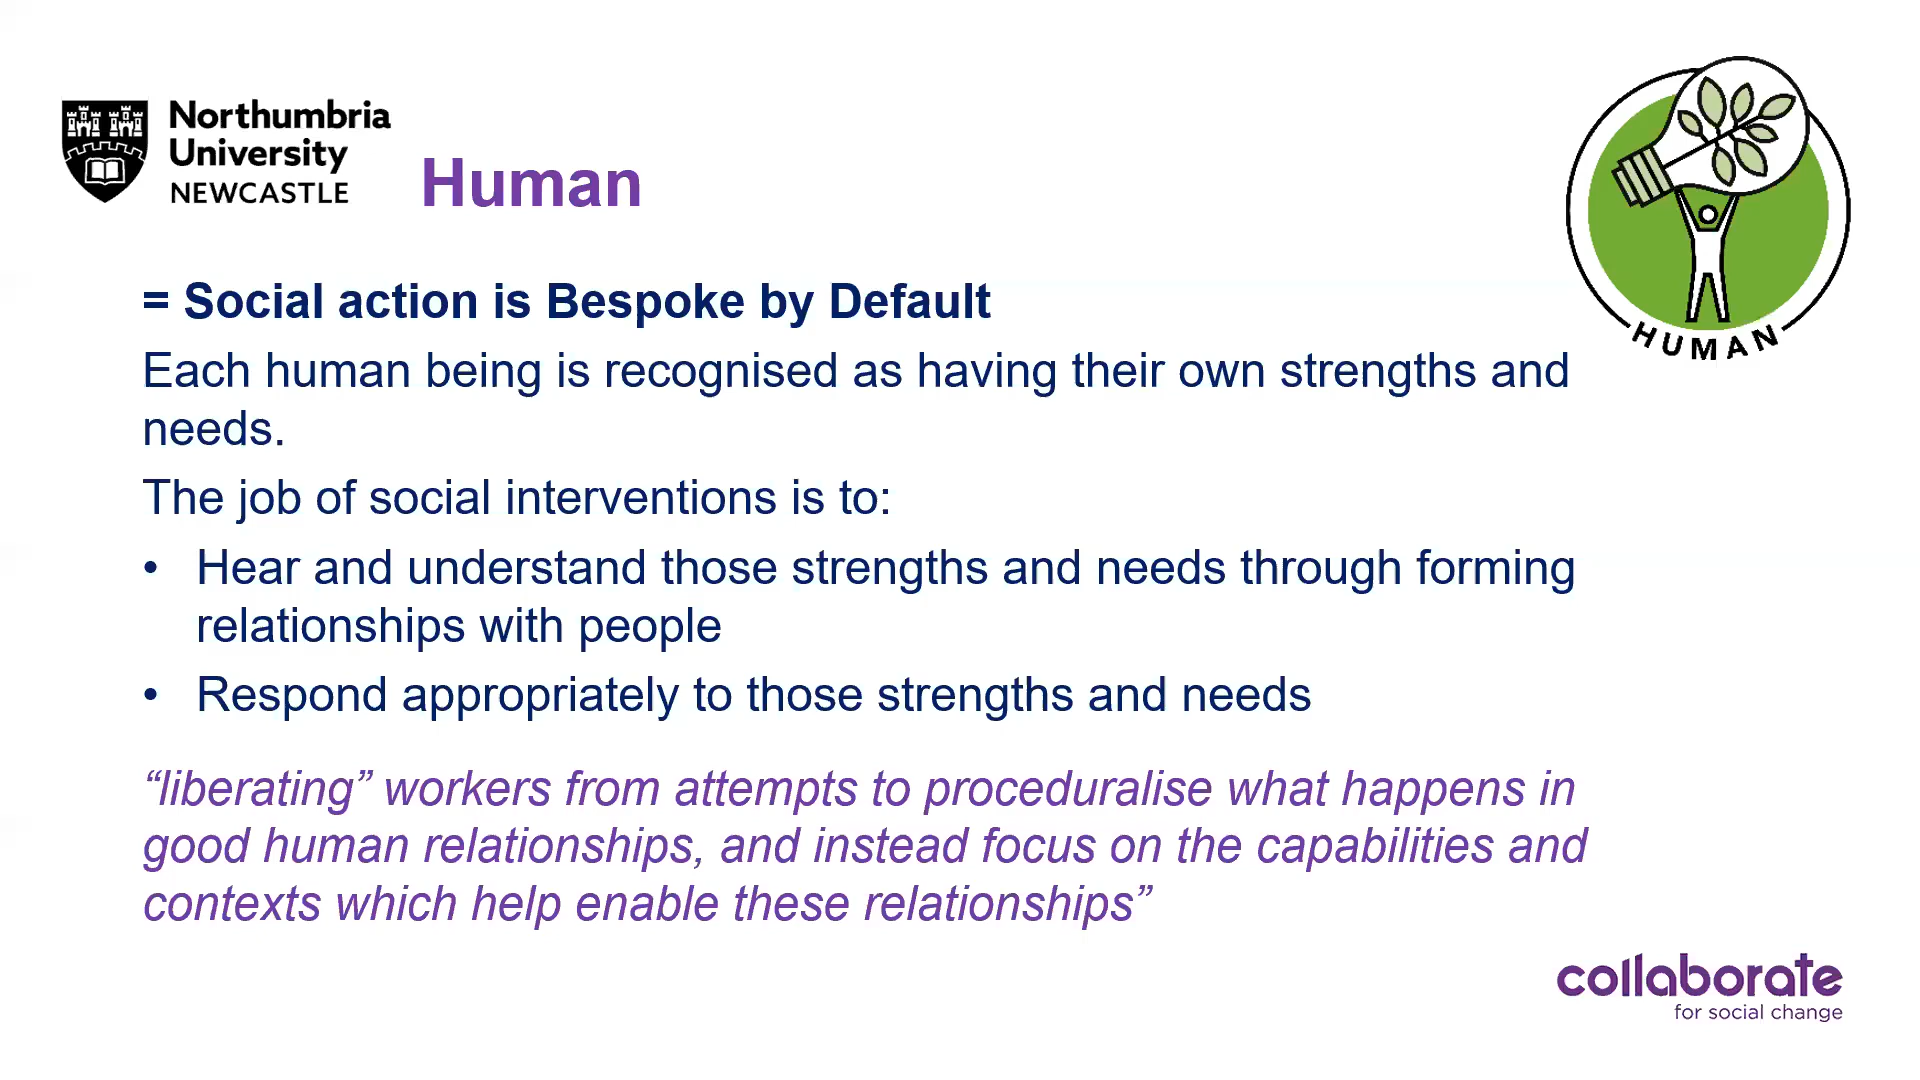 Northumbria
University
NEWCASTLE
Human
HUMAN
= Social action is Bespoke by Default
Each human being is recognised as having their own strengths and
needs.
The job of social interventions is to:
• Hear and understand those strengths and needs through forming
relationships with people
• Respond appropriately to those strengths and needs
“liberating” workers from attempts to proceduralise what happens in
good human relationships, and instead focus on the capabilities and
contexts which help enable these relationships”
collaborate
for social change